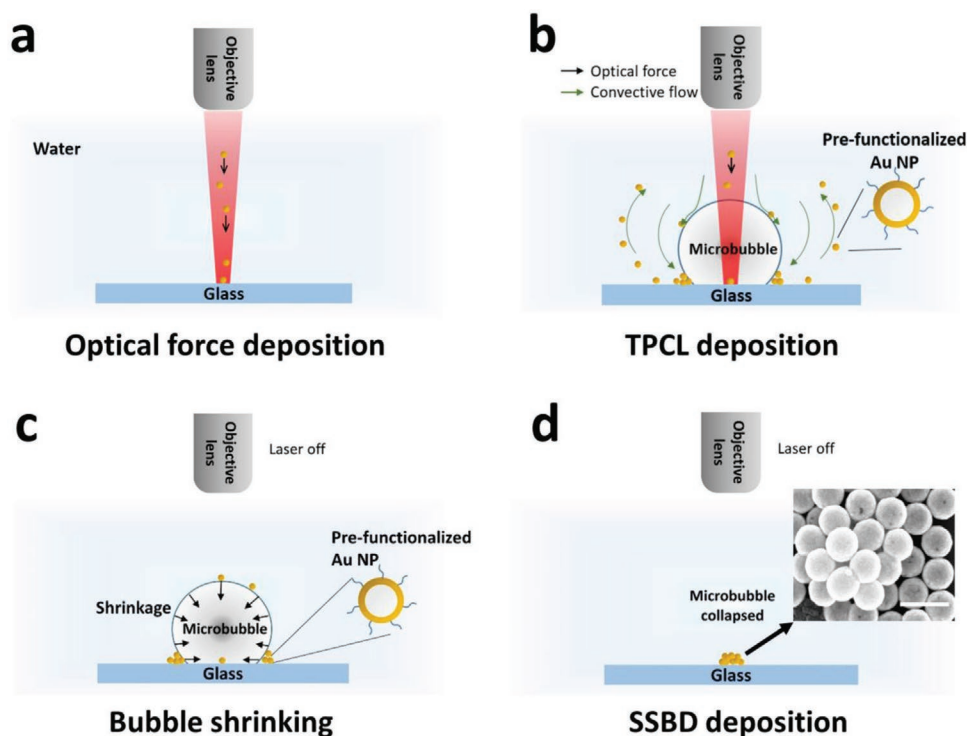 a
Objective
lens
Water
Glass
Optical force deposition
b
Optical force
Convective flow
Objective
lens
Pre-functionalized
Au NP
Microbubble
Glass
TPCL deposition
c
Objective
lens
Laser off
Pre-functionalized
Au NP
Shrinkage
Microbubble
Glass
Bubble shrinking
d
Objective
lens
Laser off
Microbubble
collapsed
Glass
SSBD deposition